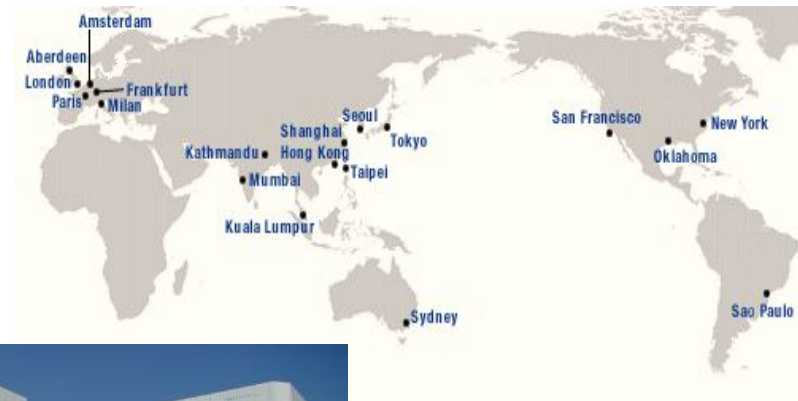 Amsterdam
Aberdeen
London
Frankfurt
Paris
Milan
Seoul
San Francisco
New York
Shanghai
Tokyo
Kathmandu
Hong Kong
Oklahoma
Taipei
Mumbai
Kuala Lumpur
Sao Paulo
Sydney